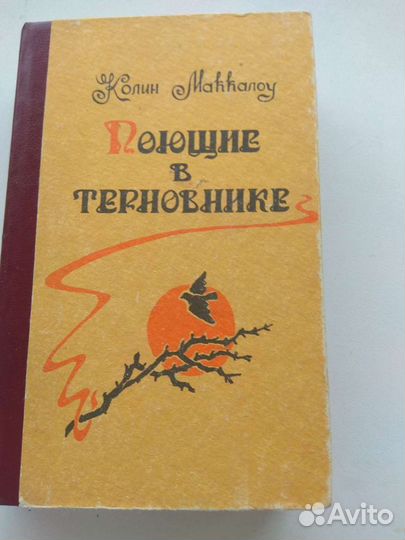 Колин Маккалоу
Поющие
в
терновнике
Avito